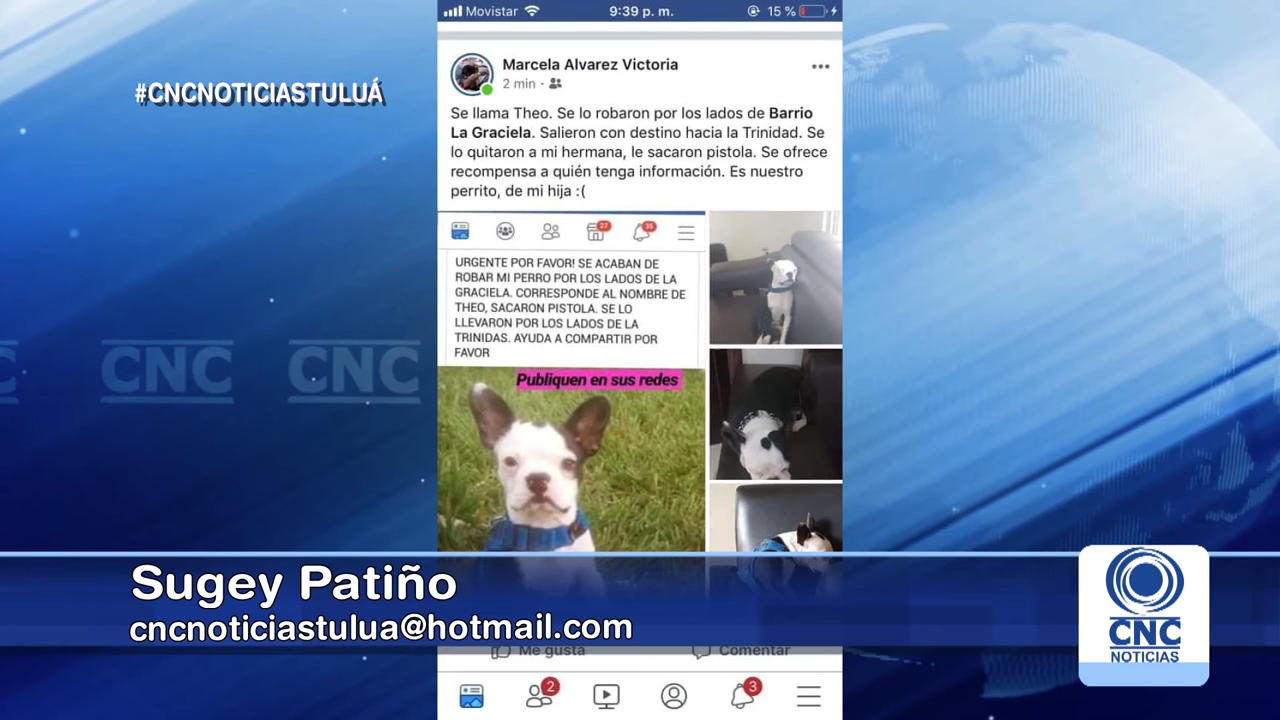 Movistar
9:39 p. m.
15 %
#CNCNOTICIASTULUÁ
Marcela Alvarez Victoria
2 min ·
Se llama Theo. Se lo robaron por los lados de Barrio
La Graciela. Salieron con destino hacia la Trinidad. Se
lo quitaron a mi hermana, le sacaron pistola. Se ofrece
recompensa a quién tenga información. Es nuestro
perrito, de mi hija :(
27
36
URGENTE POR FAVOR! SE ACABAN DE
ROBAR MI PERRO POR LOS LADOS DE LA
GRACIELA. CORRESPONDE AL NOMBRE DE
THEO, SACARON PISTOLA. SE LO
LLEVARON POR LOS LADOS DE LA
TRINIDAS. AYUDA A COMPARTIR POR
FAVOR
Publiquen en sus redes
CNC
CNC
Sugey Patiño
cncnoticiastulua@hotmail.com
CNC
NOTICIAS
Me gusta
Comentar
2
3